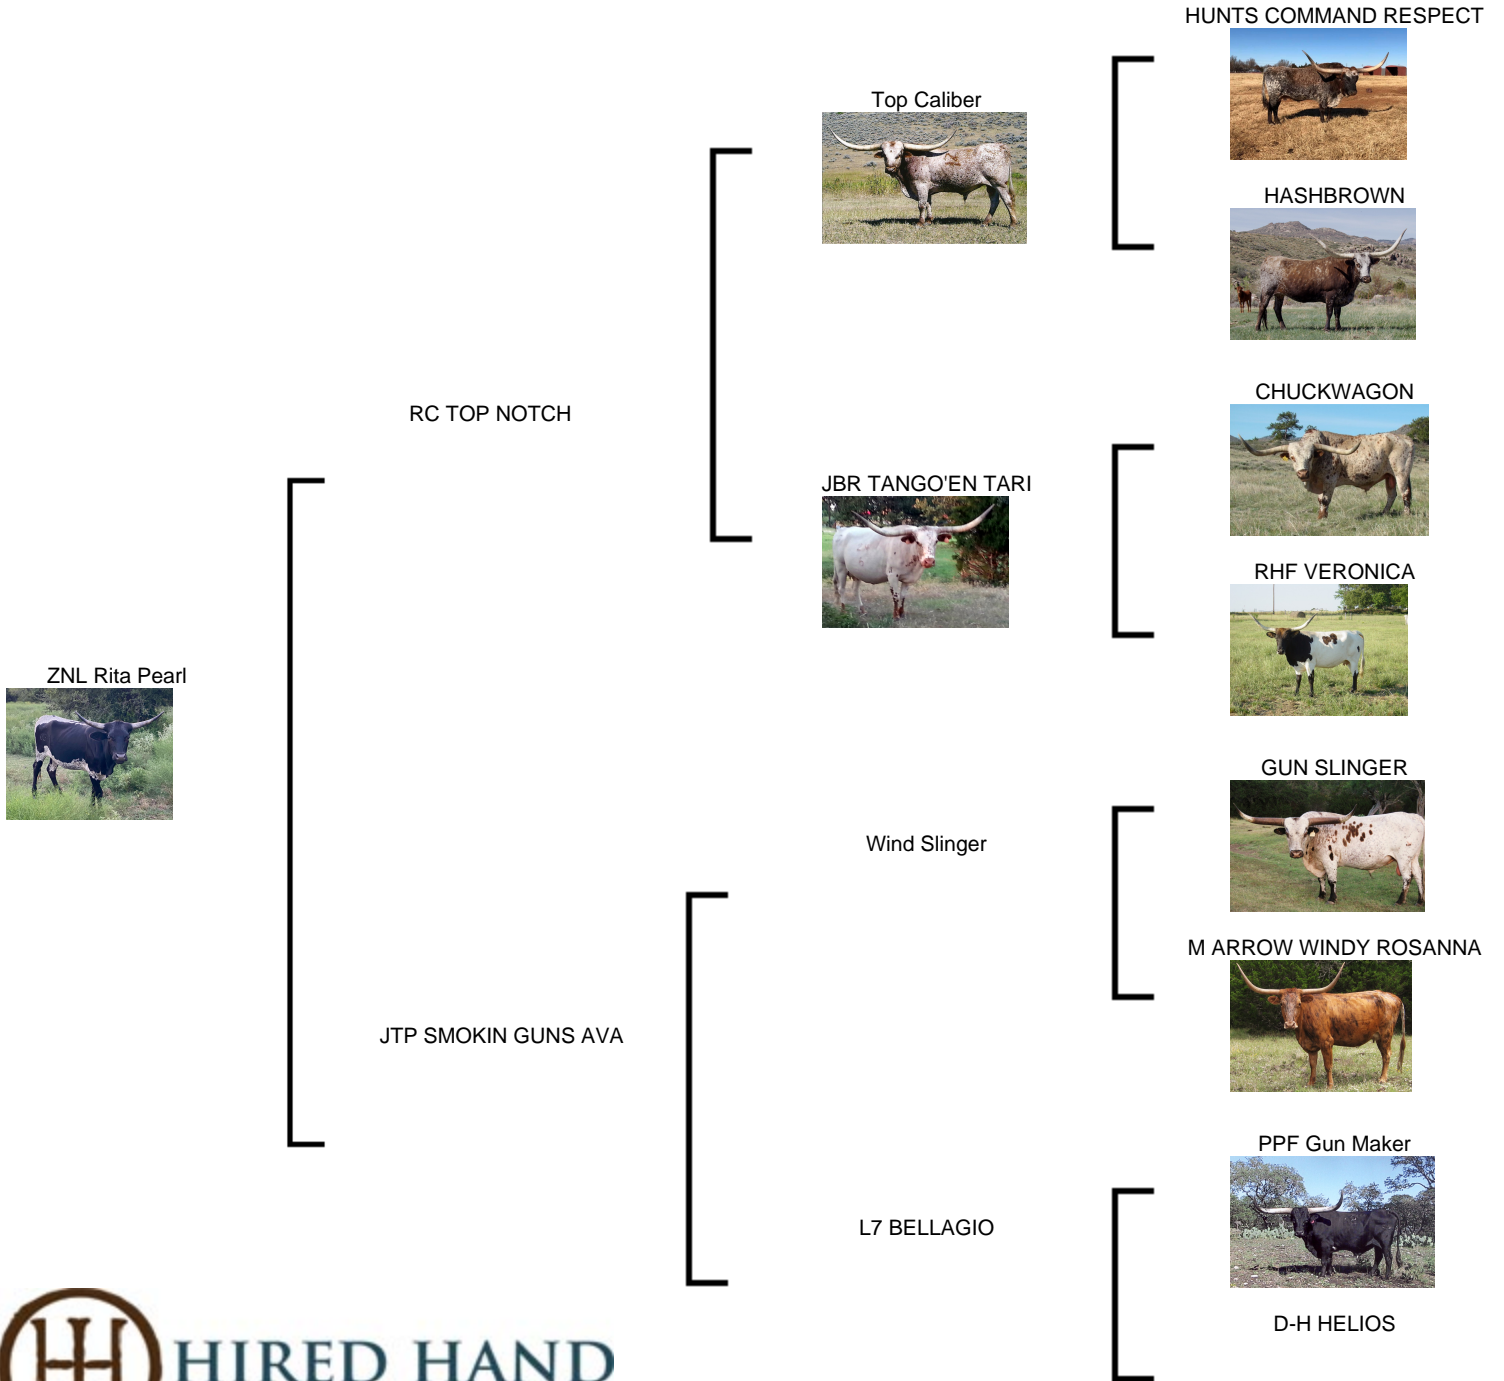 HUNTS COMMAND RESPECT
Top Caliber
HASHBROWN
RC TOP NOTCH
CHUCKWAGON
JBR TANGO'EN TARI
RHF VERONICA
ZNL Rita Pearl
GUN SLINGER
Wind Slinger
M ARROW WINDY ROSANNA
JTP SMOKIN GUNS AVA
PPF Gun Maker
L7 BELLAGIO
D-H HELIOS
HIRED HAND